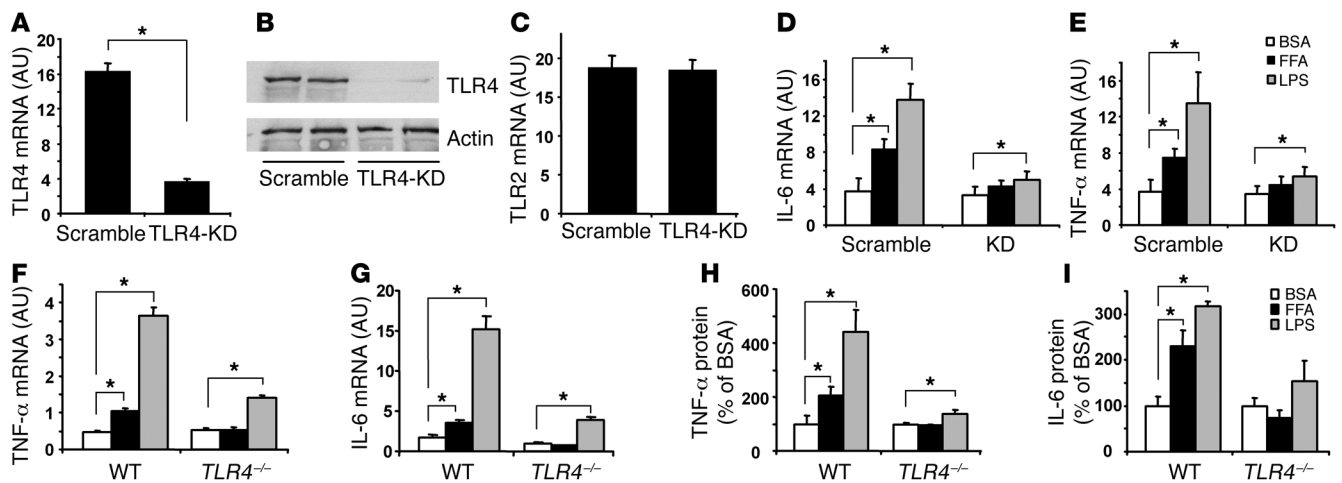 A
TLR4 mRNA (AU)
20
16
12
8
4
0
*
Scramble TLR4-KD
B
TLR4
Actin
Scramble TLR4-KD
C
TLR2 mRNA (AU)
20
15
10
5
0
Scramble TLR4-KD
D
IL-6 mRNA (AU)
16
12
8
4
0
*
*
*
Scramble KD
E
TNF-α mRNA (AU)
16
12
8
4
0
*
*
*
BSA
FFA
LPS
Scramble KD
F
TNF-α mRNA (AU)
4
3
2
1
0
*
*
*
WT TLR4–/–
G
IL-6 mRNA (AU)
20
15
10
5
0
*
*
*
WT TLR4–/–
H
TNF-α protein
(% of BSA)
600
400
200
0
*
*
*
WT TLR4–/–
I
IL-6 protein
(% of BSA)
300
200
100
0
*
*
BSA
FFA
LPS
WT TLR4–/–